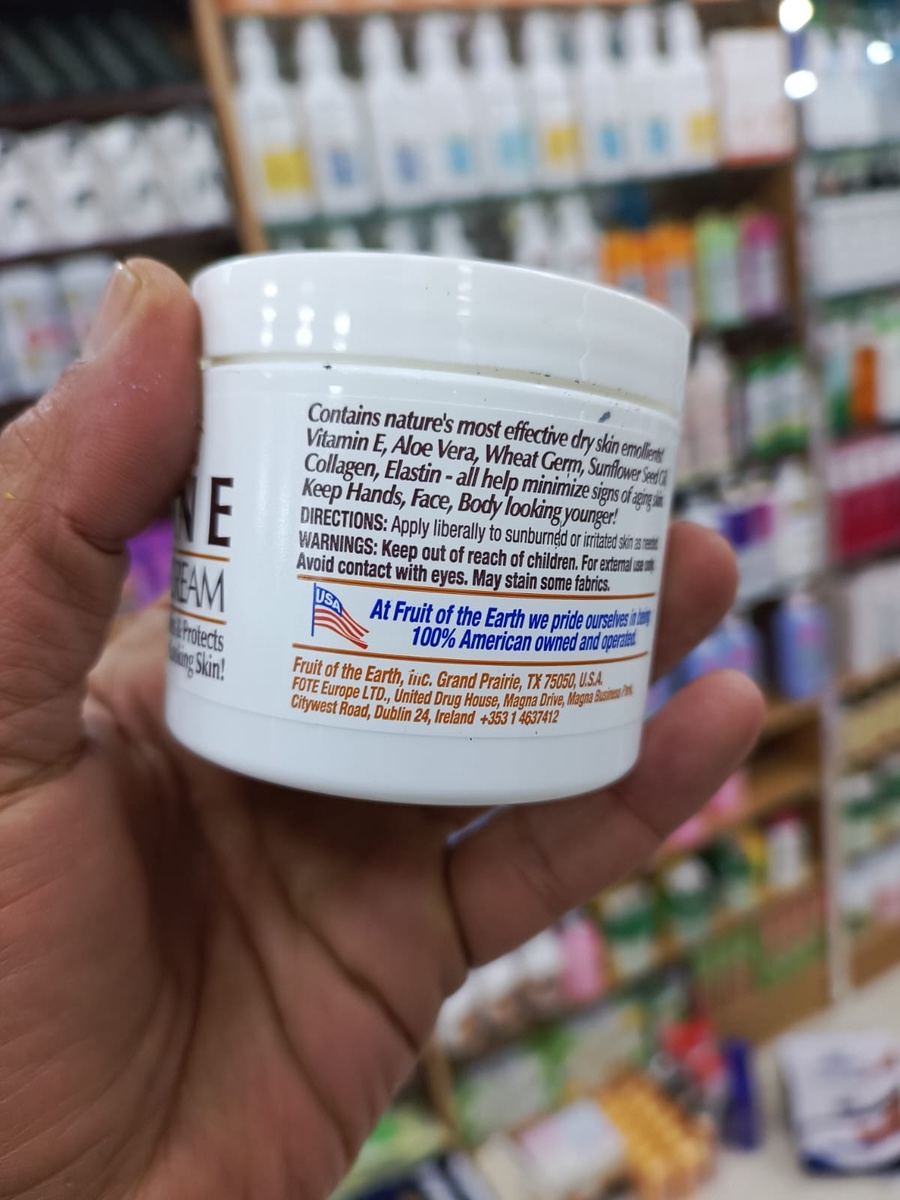 NE
REAM
& Protects
king Skin!
Contains nature's most effective dry skin emollients!
Vitamin E, Aloe Vera, Wheat Germ, Sunflower Seed Oil,
Collagen, Elastin - all help minimize signs of aging skin.
Keep Hands, Face, Body looking younger!
DIRECTIONS: Apply liberally to sunburned or irritated skin as needed.
WARNINGS: Keep out of reach of children. For external use only.
Avoid contact with eyes. May stain some fabrics.
USA
At Fruit of the Earth we pride ourselves in being
100% American owned and operated.
Fruit of the Earth, inc. Grand Prairie, TX 75050, U.S.A.
FOTE Europe LTD., United Drug House, Magna Drive, Magna Business Park,
Citywest Road, Dublin 24, Ireland +353 1 4637412